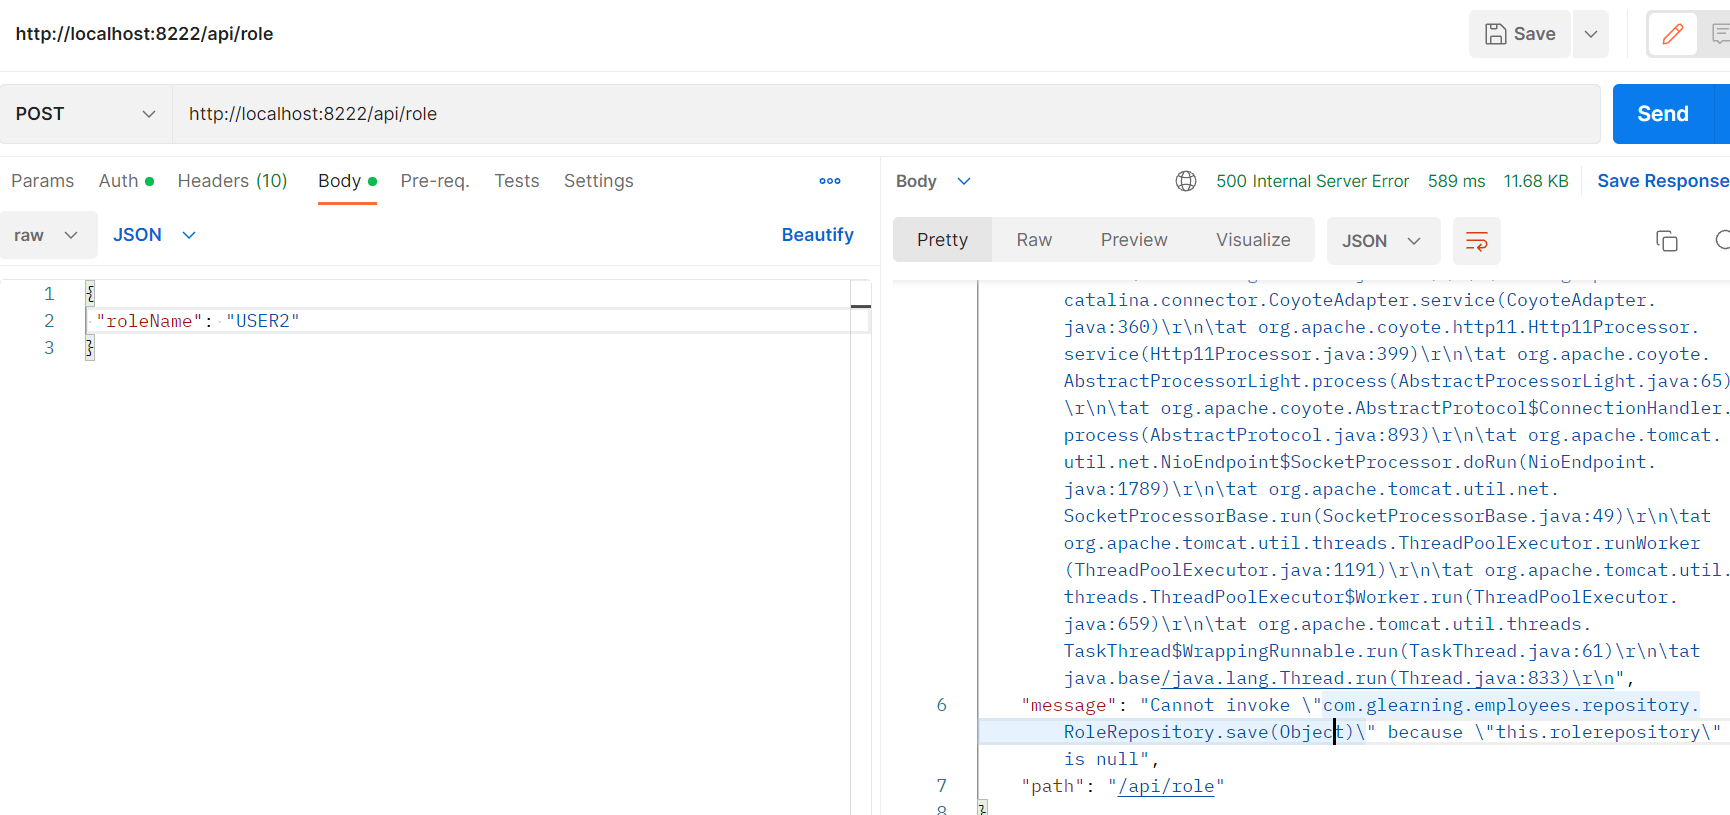 http://localhost:8222/api/role
Save
POST
http://localhost:8222/api/role
Send
Params Auth Headers (10) Body Pre-req. Tests Settings
raw JSON Beautify
1 {
2 "roleName": "USER2"
3 }
Body 500 Internal Server Error 589 ms 11.68 KB Save Response
Pretty Raw Preview Visualize JSON
catalina.connector.CoyoteAdapter.service(CoyoteAdapter.
java:360)\r\n\tat org.apache.coyote.http11.Http11Processor.
service(Http11Processor.java:399)\r\n\tat org.apache.coyote.
AbstractProcessorLight.process(AbstractProcessorLight.java:65)
\r\n\tat org.apache.coyote.AbstractProtocol$ConnectionHandler.
process(AbstractProtocol.java:893)\r\n\tat org.apache.tomcat.
util.net.NioEndpoint$SocketProcessor.doRun(NioEndpoint.
java:1789)\r\n\tat org.apache.tomcat.util.net.
SocketProcessorBase.run(SocketProcessorBase.java:49)\r\n\tat
org.apache.tomcat.util.threads.ThreadPoolExecutor.runWorker
(ThreadPoolExecutor.java:1191)\r\n\tat org.apache.tomcat.util.
threads.ThreadPoolExecutor$Worker.run(ThreadPoolExecutor.
java:659)\r\n\tat org.apache.tomcat.util.threads.
TaskThread$WrappingRunnable.run(TaskThread.java:61)\r\n\tat
java.base/java.lang.Thread.run(Thread.java:833)\r\n",
6 "message": "Cannot invoke \"com.glearning.employees.repository.
RoleRepository.save(Object)\" because \"this.rolerepository\"
is null",
7 "path": "/api/role"
8 }